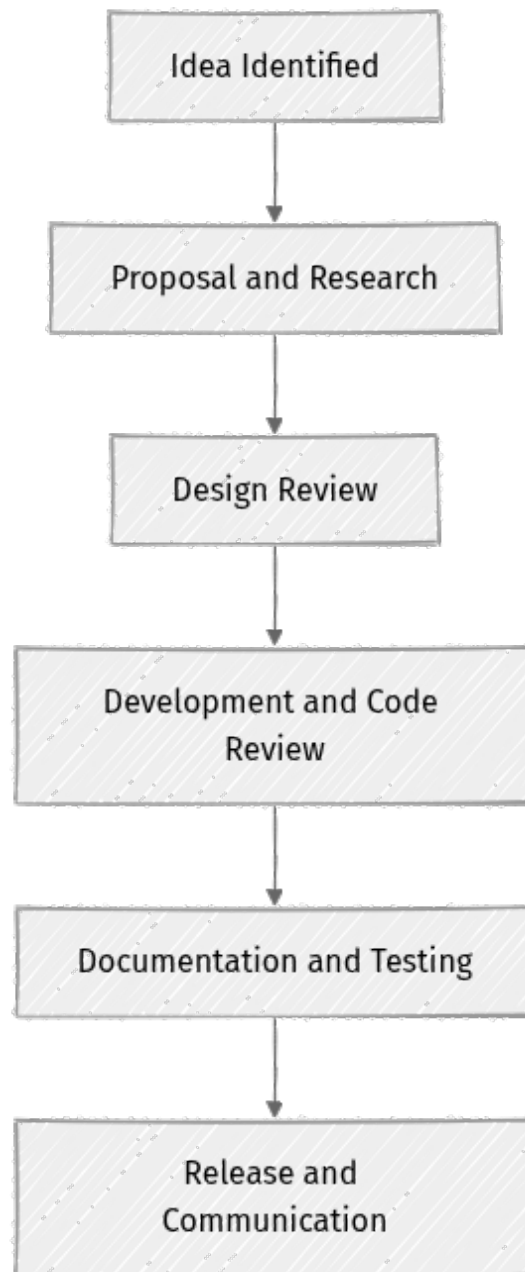 Idea Identified
Proposal and Research
Design Review
Development and Code
Review
Documentation and Testing
Release and
Communication